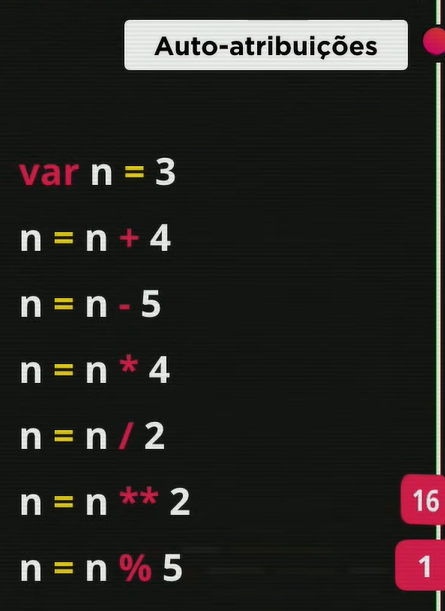 Auto-atribuições
var n = 3
n = n + 4
n = n - 5
n = n * 4
n = n / 2
n = n ** 2
16
n = n % 5
1